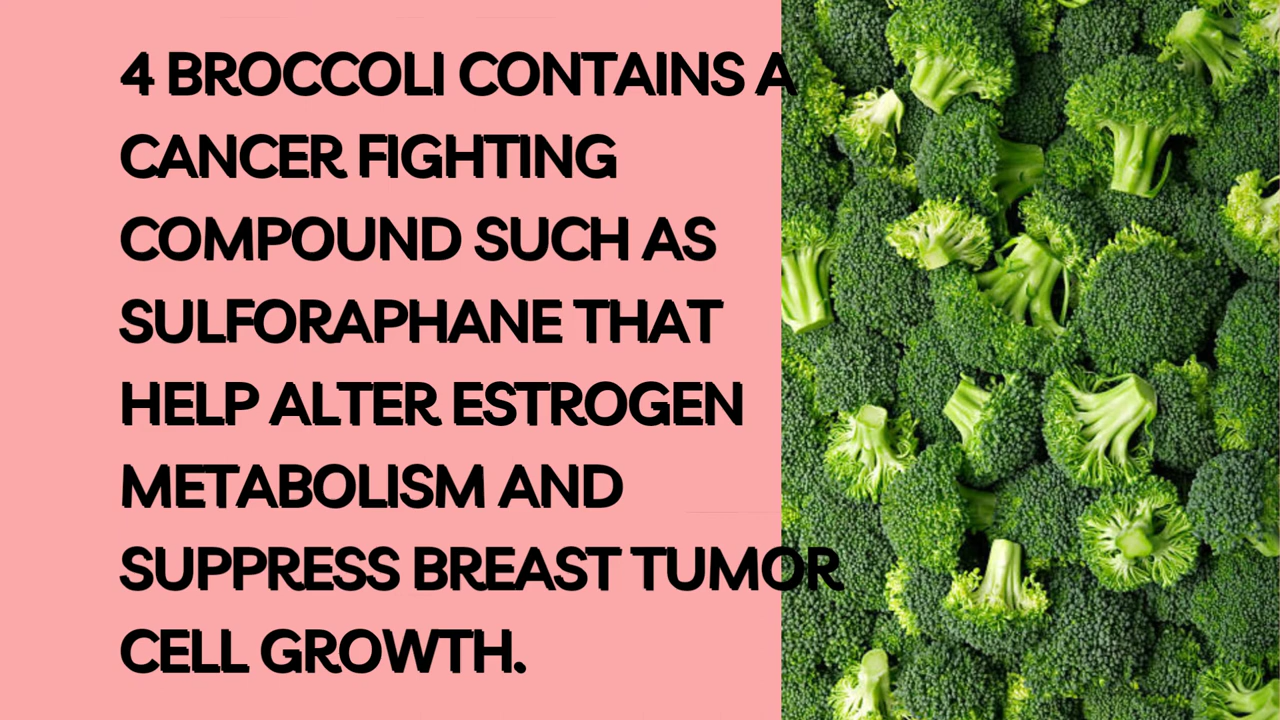 4 BROCCOLI CONTAINS A
CANCER FIGHTING
COMPOUND SUCH AS
SULFORAPHANE THAT
HELP ALTER ESTROGEN
METABOLISM AND
SUPPRESS BREAST TUMOR
CELL GROWTH.